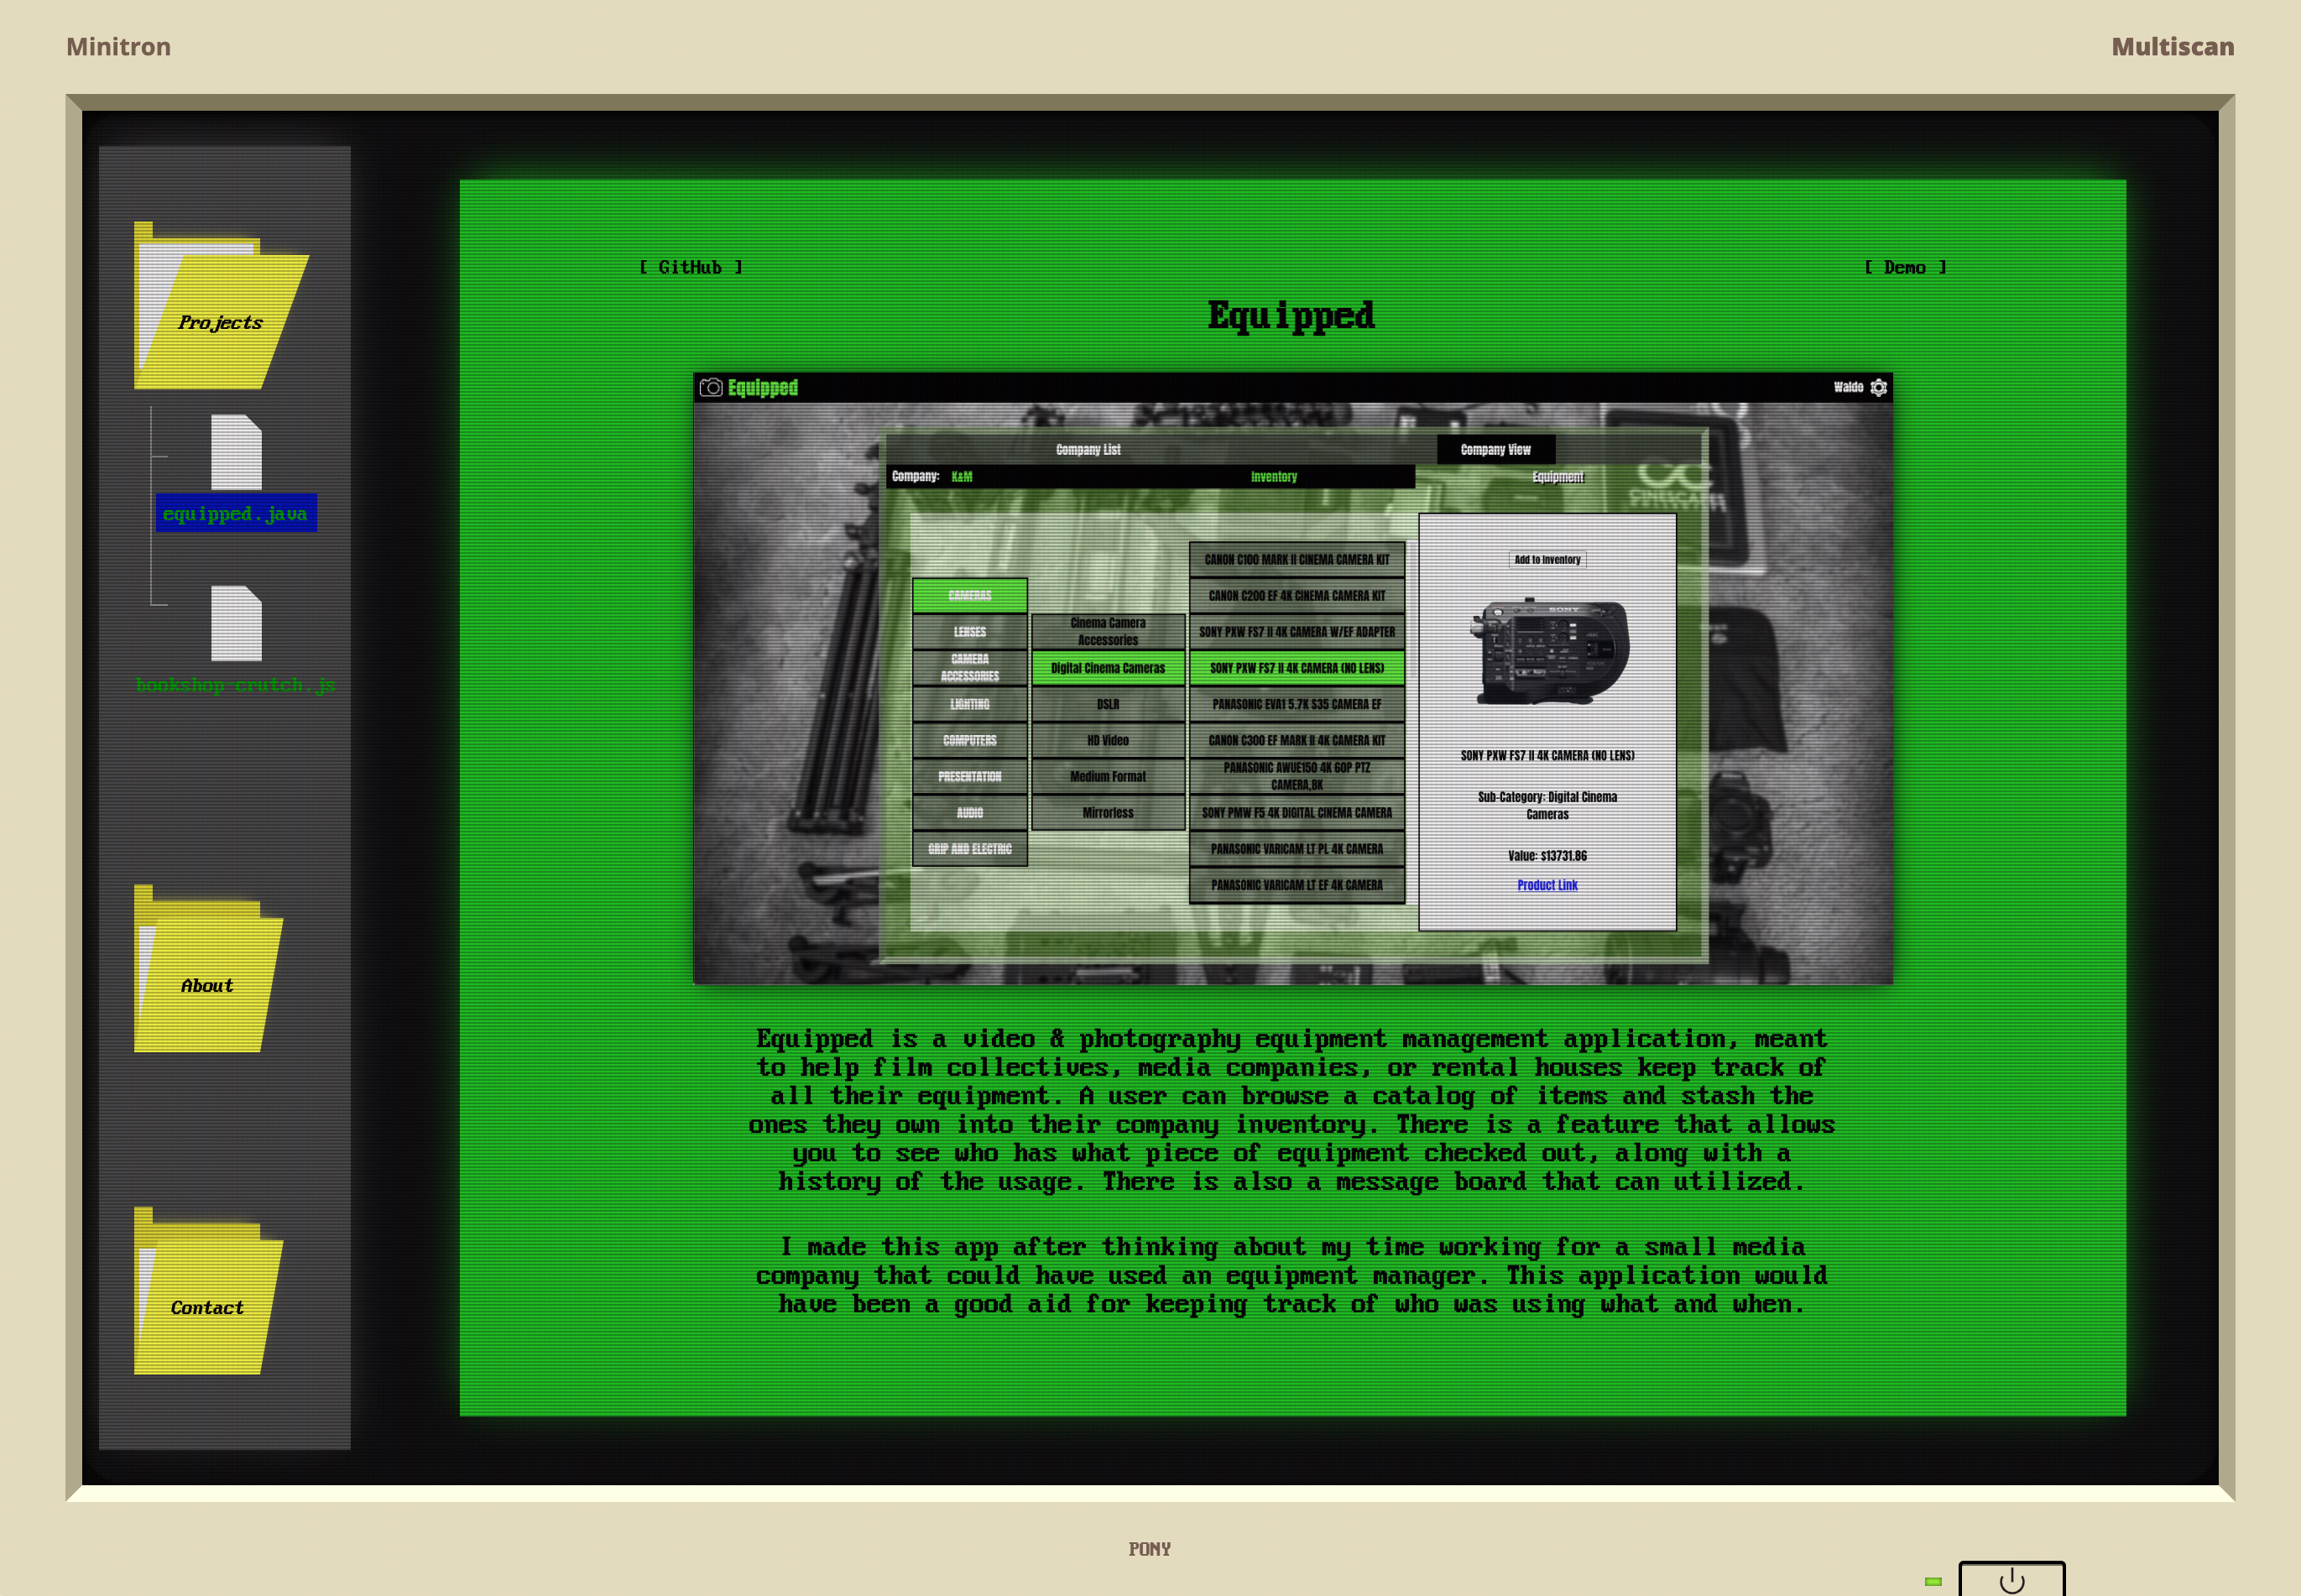 Minitron
Multiscan
Projects
equipped.java
bookshop-crutch.js
About
Contact
[ GitHub ]
[ Demo ]
Equipped
Equipped
Waldo
Company List
Company View
Company: K&M
Inventory
Equipment
CAMERAS
LENSES
CAMERA
ACCESSORIES
LIGHTING
COMPUTERS
PRESENTATION
AUDIO
GRIP AND ELECTRIC
Cinema Camera
Accessories
Digital Cinema Cameras
DSLR
HD Video
Medium Format
Mirrorless
CANON C100 MARK II CINEMA CAMERA KIT
CANON C200 EF 4K CINEMA CAMERA KIT
SONY PXW FS7 II 4K CAMERA W/EF ADAPTER
SONY PXW FS7 II 4K CAMERA (NO LENS)
PANASONIC EVA1 5.7K S35 CAMERA EF
CANON C300 EF MARK II 4K CAMERA KIT
PANASONIC AWUE150 4K 60P PTZ
CAMERA,BK
SONY PMW F5 4K DIGITAL CINEMA CAMERA
PANASONIC VARICAM LT PL 4K CAMERA
PANASONIC VARICAM LT EF 4K CAMERA
Add to Inventory
SONY
SONY PXW FS7 II 4K CAMERA (NO LENS)
Sub-Category: Digital Cinema
Cameras
Value: $13731.86
Product Link
Equipped is a video & photography equipment management application, meant
to help film collectives, media companies, or rental houses keep track of
all their equipment. A user can browse a catalog of items and stash the
ones they own into their company inventory. There is a feature that allows
you to see who has what piece of equipment checked out, along with a
history of the usage. There is also a message board that can utilized.
I made this app after thinking about my time working for a small media
company that could have used an equipment manager. This application would
have been a good aid for keeping track of who was using what and when.
PONY